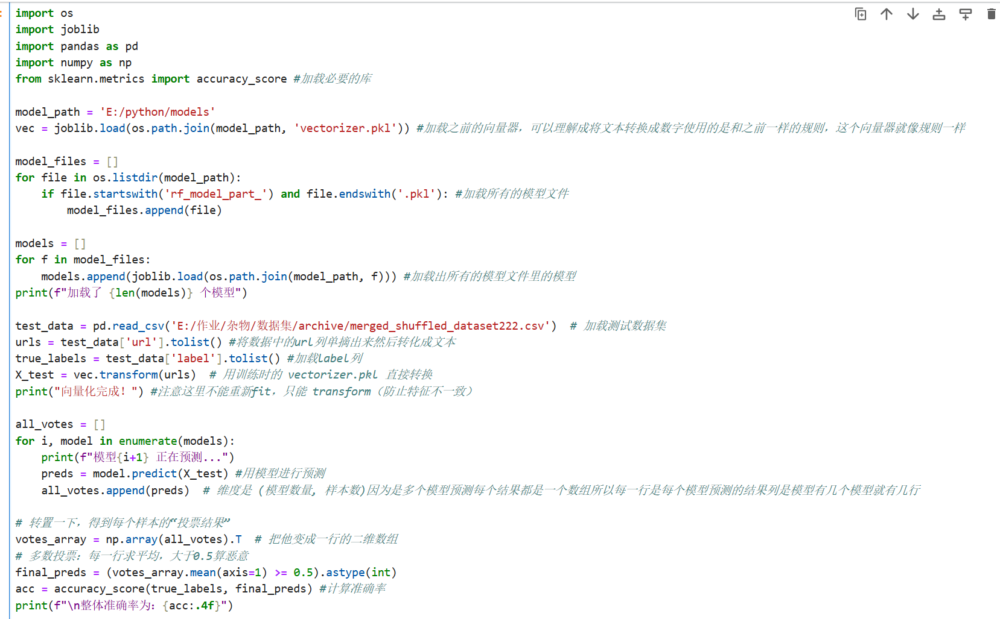 import os
import joblib
import pandas as pd
import numpy as np
from sklearn.metrics import accuracy_score #加载必要的库

model_path = 'E:/python/models'
vec = joblib.load(os.path.join(model_path, 'vectorizer.pkl')) #加载之前的向量器，可以理解成将文本转换成数字使用的是和之前一样的规则，这个向量器就像规则一样

model_files = []
for file in os.listdir(model_path):
    if file.startswith('rf_model_part_') and file.endswith('.pkl'): #加载所有的模型文件
        model_files.append(file)

models = []
for f in model_files:
    models.append(joblib.load(os.path.join(model_path, f))) #加载出所有的模型文件里的模型
print(f"加载了 {len(models)} 个模型")

test_data = pd.read_csv('E:/作业/杂物/数据集/archive/merged_shuffled_dataset222.csv')  # 加载测试数据集
urls = test_data['url'].tolist() #将数据中的url列单摘出来然后转化成文本
true_labels = test_data['label'].tolist() #加载label列
X_test = vec.transform(urls)  # 用训练时的 vectorizer.pkl 直接转换
print("向量化完成！") #注意这里不能重新fit，只能 transform（防止特征不一致）

all_votes = []
for i, model in enumerate(models):
    print(f"模型{i+1} 正在预测...")
    preds = model.predict(X_test) #用模型进行预测
    all_votes.append(preds)  # 维度是 (模型数量, 样本数)因为是多个模型预测每个结果都是一个数组所以每一行是每个模型预测的结果列是模型有几个模型就有几行

# 转置一下，得到每个样本的“投票结果”
votes_array = np.array(all_votes).T  # 把他变成一行的二维数组
# 多数投票：每一行求平均，大于0.5算恶意
final_preds = (votes_array.mean(axis=1) >= 0.5).astype(int)
acc = accuracy_score(true_labels, final_preds) #计算准确率
print(f"\n整体准确率为：{acc:.4f}")